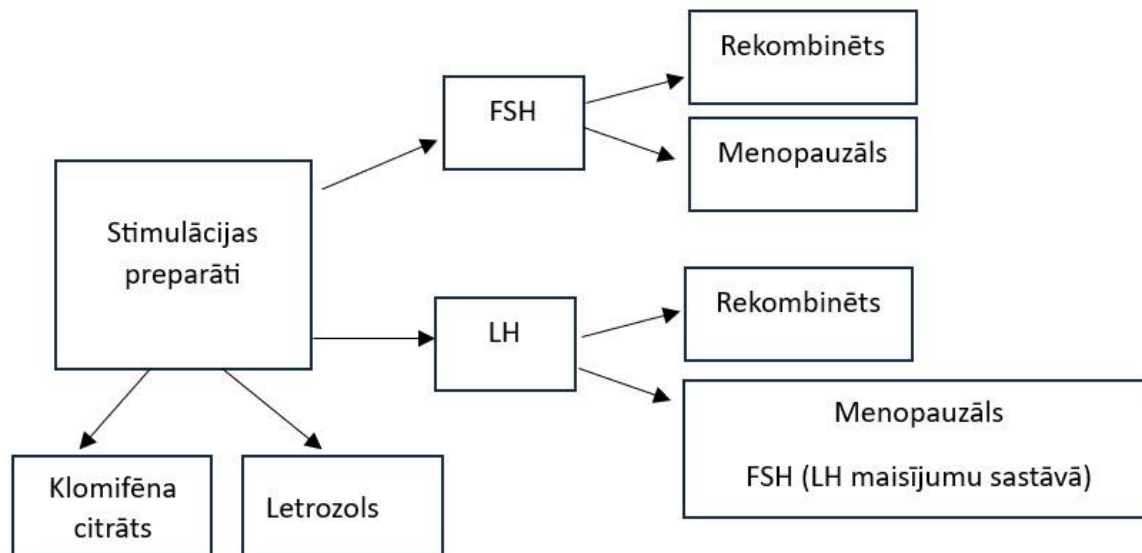 Rekombinēts
FSH
Menopauzāls
Stimulācijas
preparāti
Rekombinēts
LH
Menopauzāls
FSH (LH maisījumu sastāvā)
Klomifēna
citrāts
Letrozols